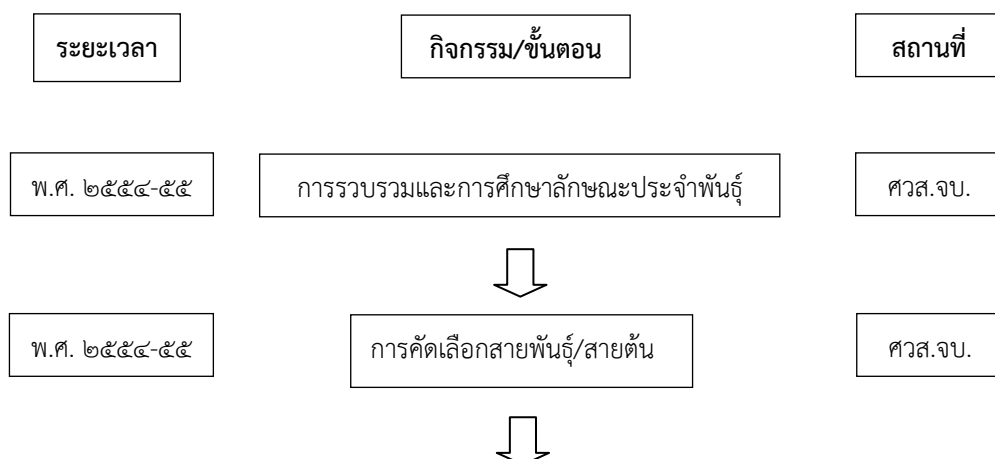 ระยะเวลา กิจกรรม/ขั้นตอน สถานที่
พ.ศ. ๒๕๕๔-๕๕ การรวบรวมและการศึกษาลักษณะประจำพันธุ์ ศวส.จบ.
พ.ศ. ๒๕๕๔-๕๕ การคัดเลือกสายพันธุ์/สายต้น ศวส.จบ.